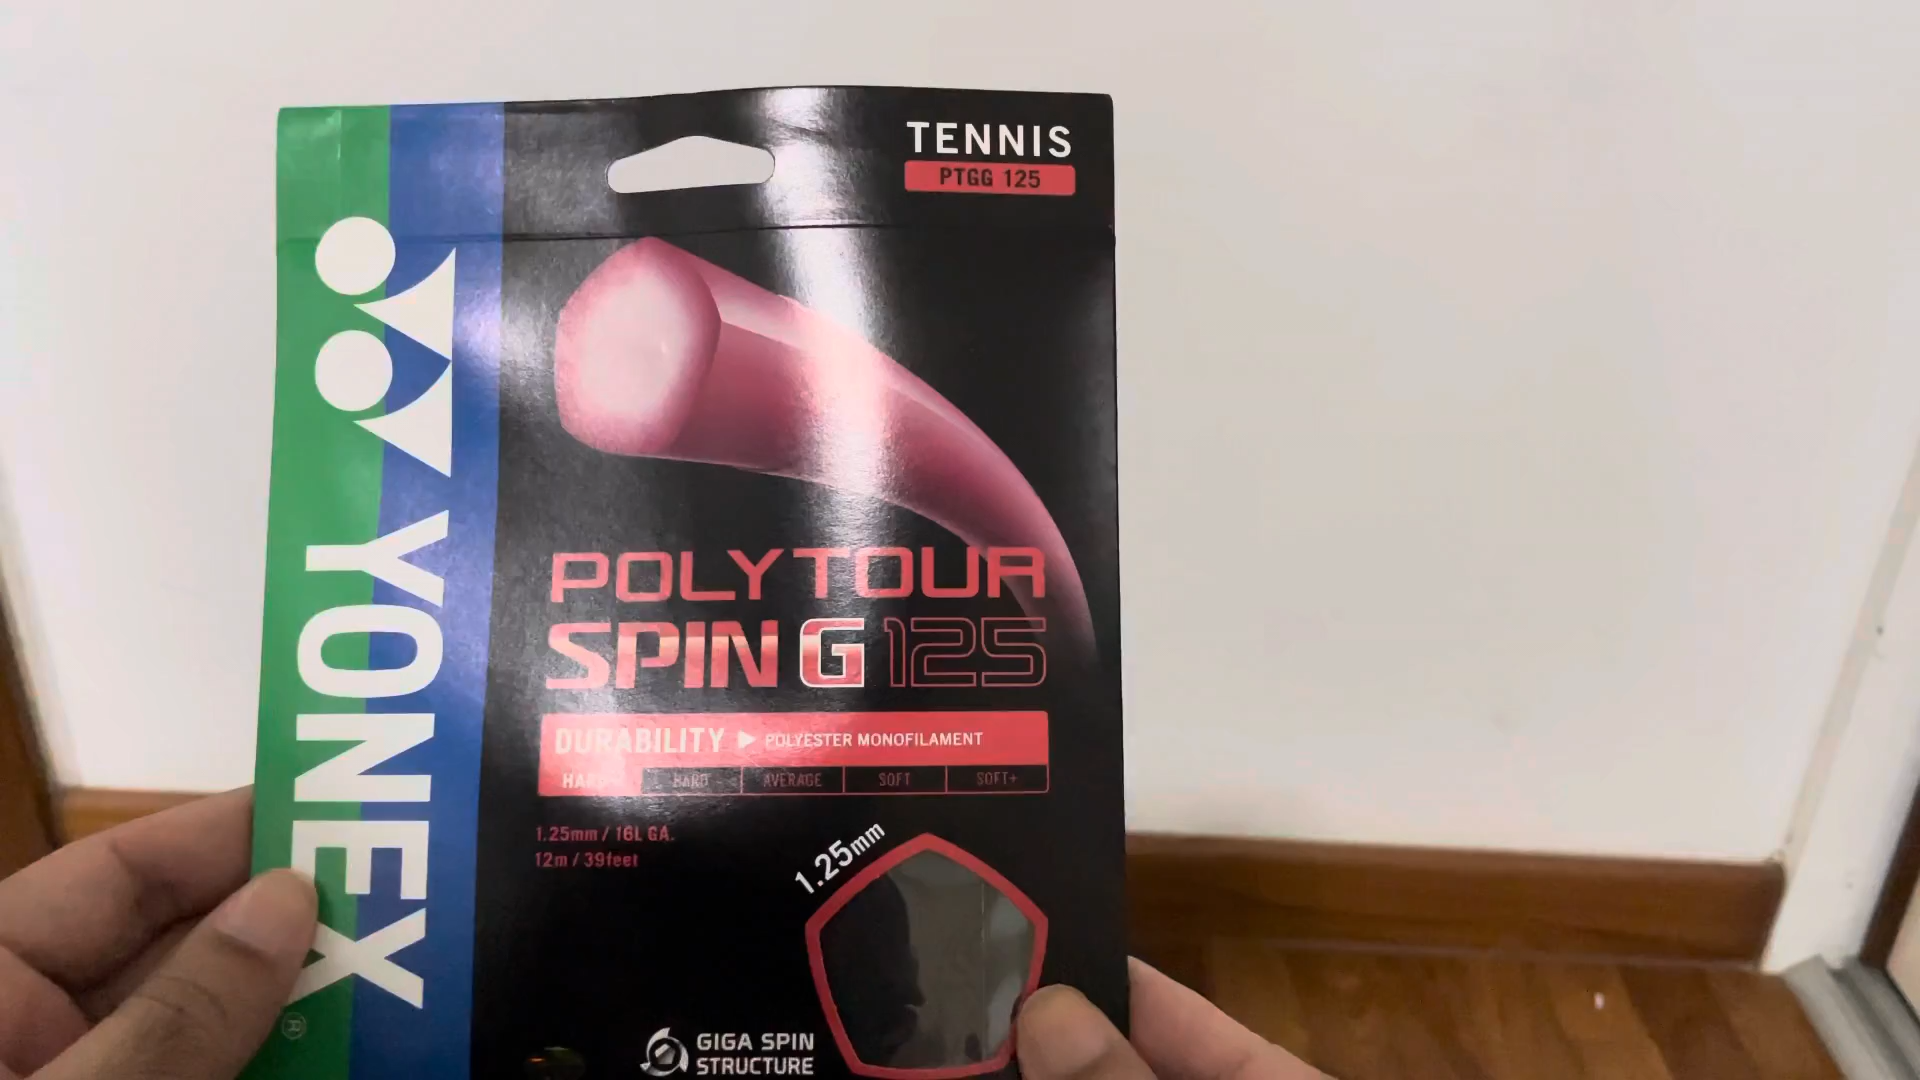 TENNIS
PTGG 125
YONEX
®
POLYTOUR
SPIN G 125
DURABILITY ▶ POLYESTER MONOFILAMENT
HARD+ HARD AVERAGE SOFT SOFT+
1.25mm / 16L GA.
12m / 39feet
1.25mm
GIGA SPIN
STRUCTURE